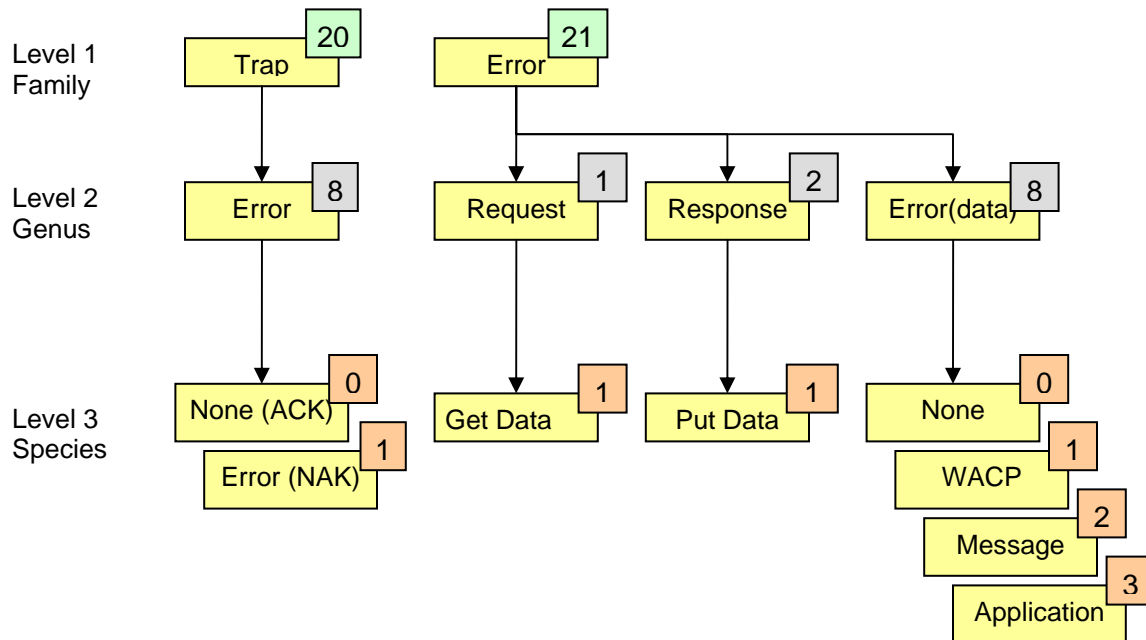 20
21
Level 1
Family
Trap
Error
1
2
8
8
Level 2
Genus
Error
Request
Response
Error(data)
0
1
1
0
None (ACK)
Get Data
Put Data
None
Level 3
Species
1
1
Error (NAK)
WACP
2
Message
3
Application